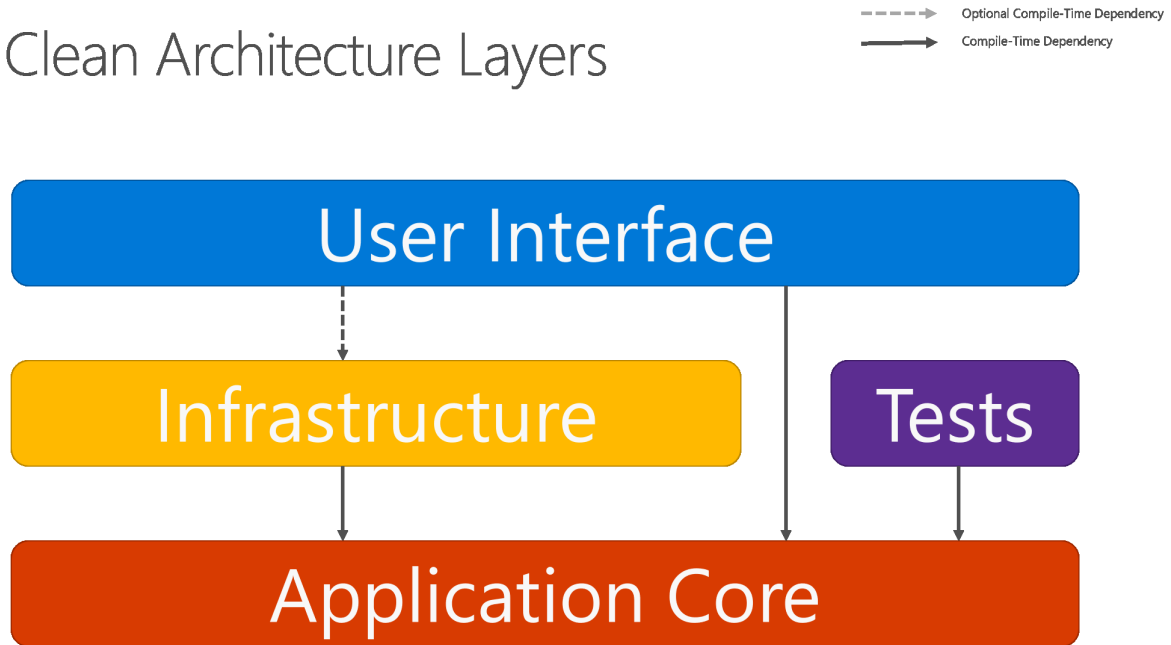 Optional Compile-Time Dependency
Clean Architecture Layers
Compile-Time Dependency
User Interface
Infrastructure
Tests
Application Core